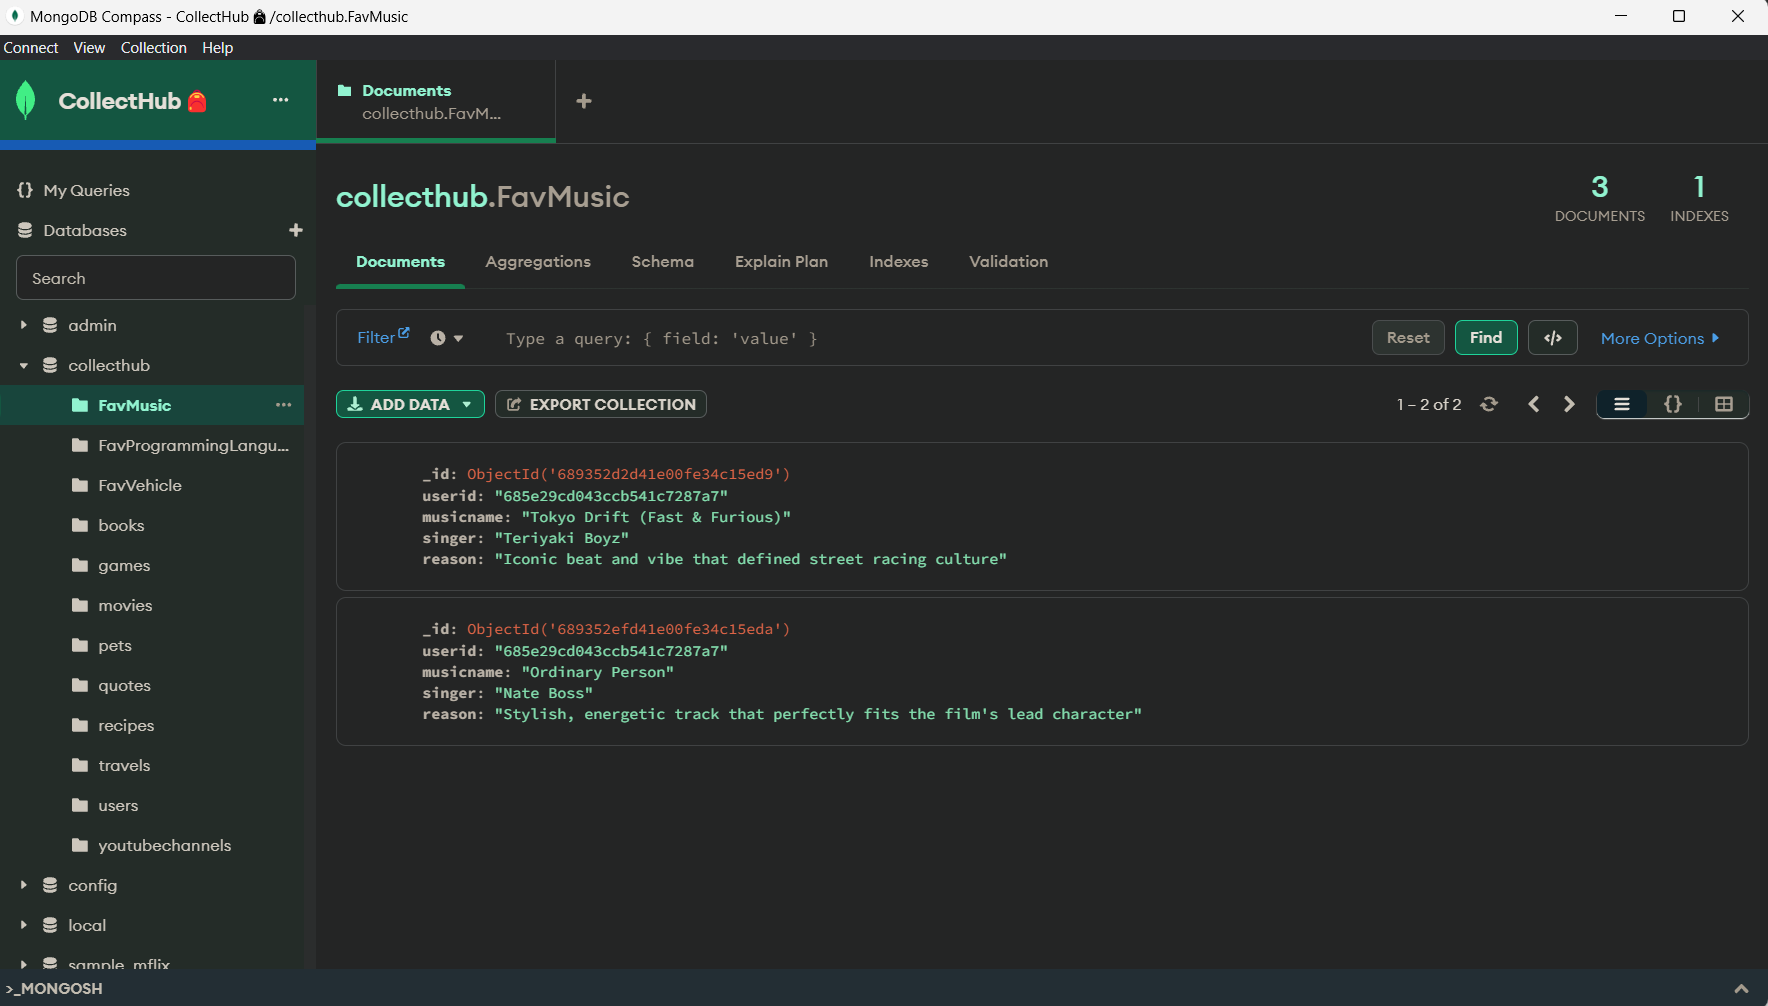 MongoDB Compass - CollectHub /collecthub.FavMusic
Connect View Collection Help
CollectHub
Documents
collecthub.FavM...
My Queries
Databases
Search
admin
collecthub
FavMusic
FavProgrammingLangu...
FavVehicle
books
games
movies
pets
quotes
recipes
travels
users
youtubechannels
config
local
sample_mflix
collecthub.FavMusic
3
DOCUMENTS
1
INDEXES
Documents Aggregations Schema Explain Plan Indexes Validation
Filter Type a query: { field: 'value' } Reset Find </> More Options
ADD DATA EXPORT COLLECTION 1 – 2 of 2 {}
_id: ObjectId('689352d2d41e00fe34c15ed9')
userid: "685e29cd043ccb541c7287a7"
musicname: "Tokyo Drift (Fast & Furious)"
singer: "Teriyaki Boyz"
reason: "Iconic beat and vibe that defined street racing culture"
_id: ObjectId('689352efd41e00fe34c15eda')
userid: "685e29cd043ccb541c7287a7"
musicname: "Ordinary Person"
singer: "Nate Boss"
reason: "Stylish, energetic track that perfectly fits the film's lead character"
>_MONGOSH